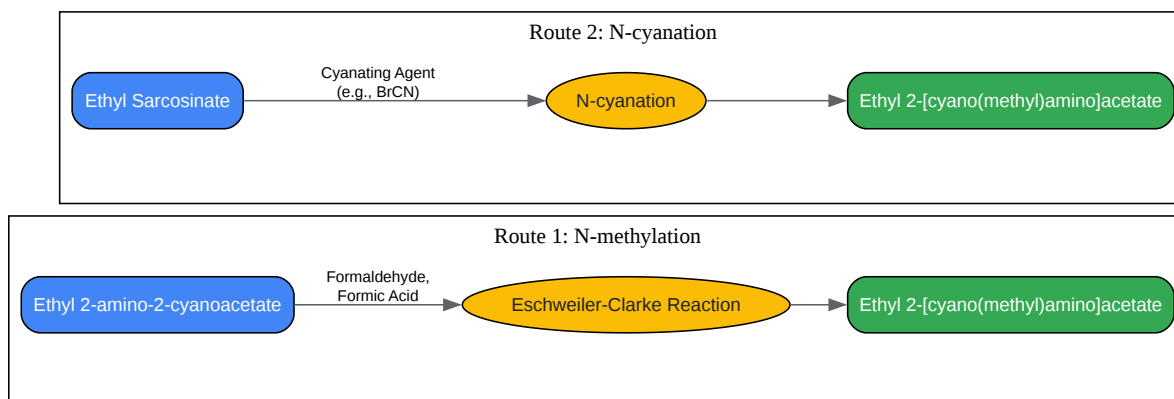 Route 2: N-cyanation
Ethyl Sarcosinate
Cyanating Agent
(e.g., BrCN)
N-cyanation
Ethyl 2-[cyano(methyl)amino]acetate
Route 1: N-methylation
Ethyl 2-amino-2-cyanoacetate
Formaldehyde,
Formic Acid
Eschweiler-Clarke Reaction
Ethyl 2-[cyano(methyl)amino]acetate